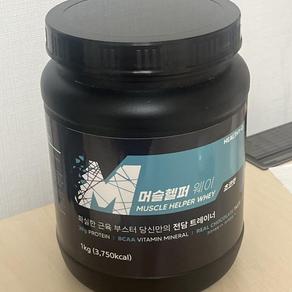 HEALTH
M
머슬헬퍼 웨이
MUSCLE HELPER WHEY
초코맛
확실한 근육 부스터 당신만의 전담 트레이너
PROTEIN | BCAA VITAMIN MINERAL | REAL CHOCOLATE
1kg (3,750kcal)